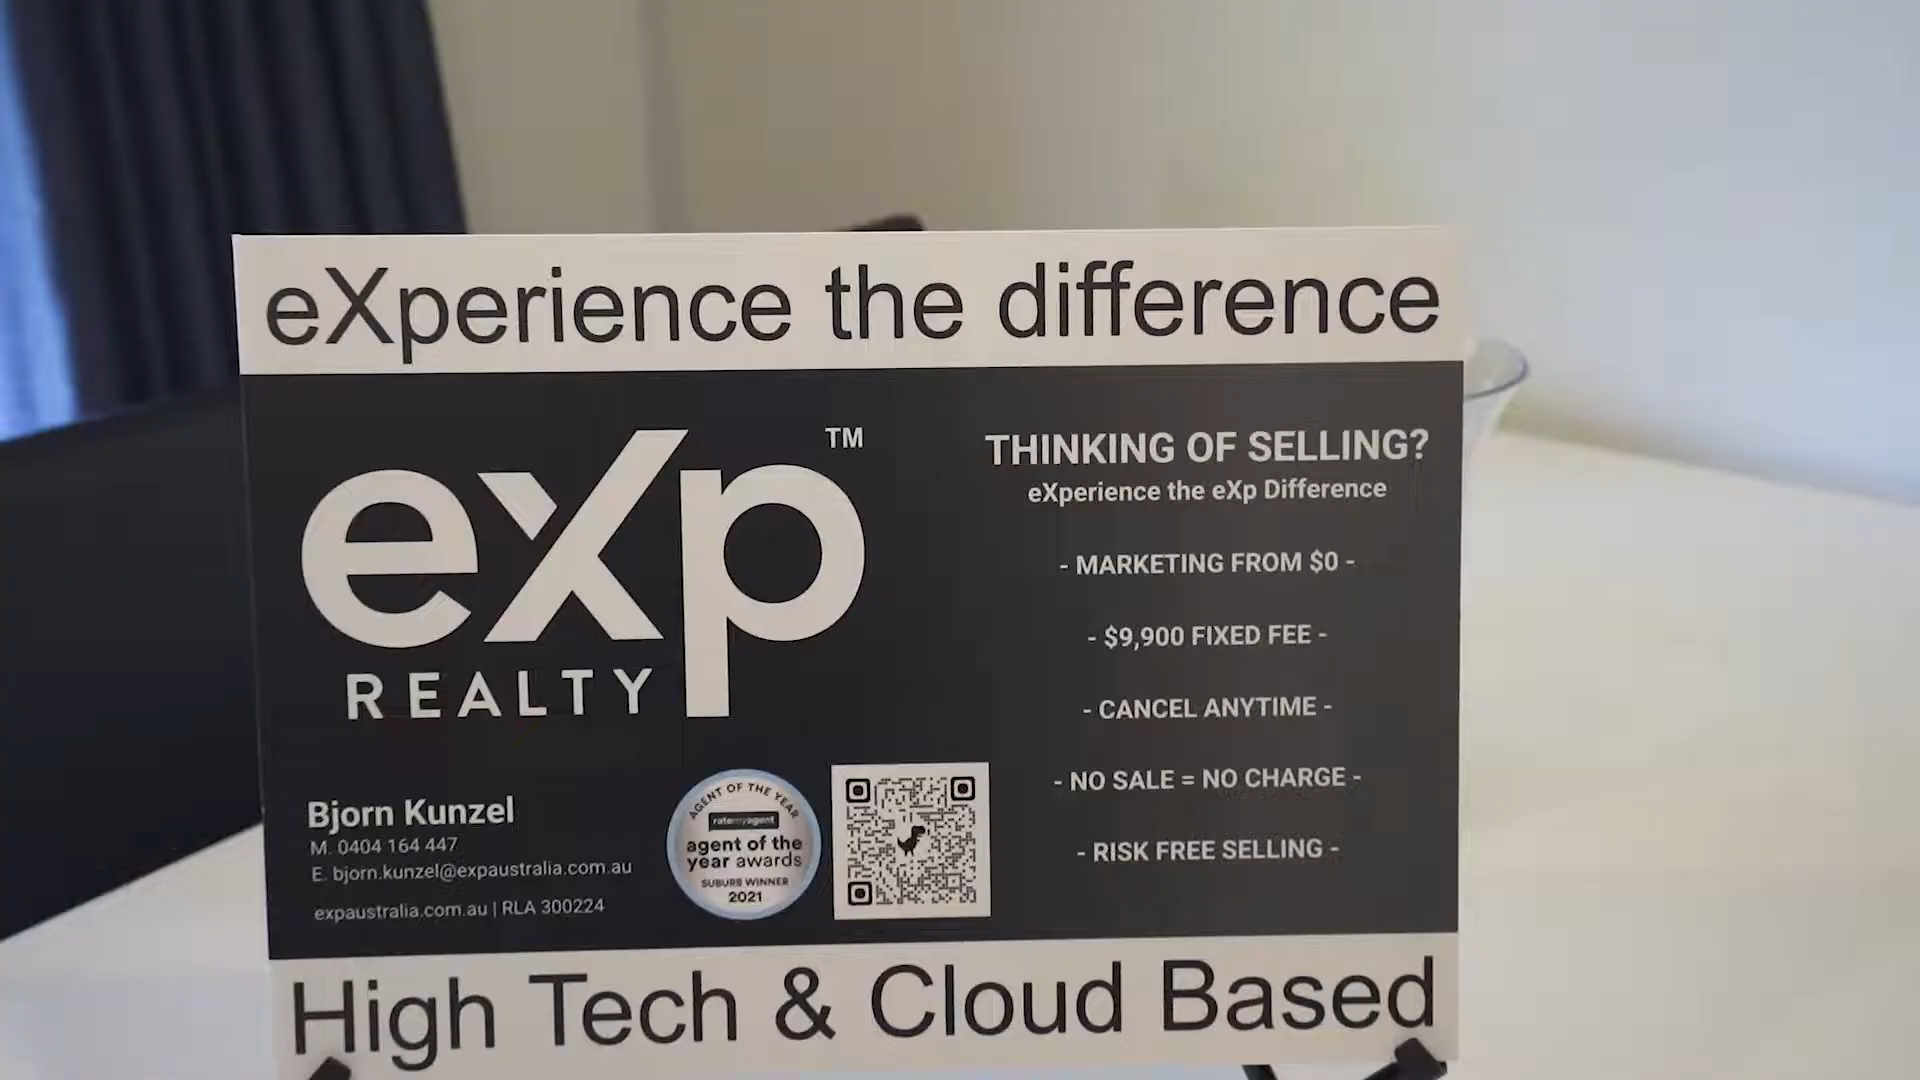 eXperience the difference
exp
TM
REALTY
THINKING OF SELLING?
eXperience the eXp Difference
- MARKETING FROM $0 -
- $9,900 FIXED FEE -
- CANCEL ANYTIME -
- NO SALE = NO CHARGE -
- RISK FREE SELLING -
Bjorn Kunzel
M. 0404 164 447
E. bjorn.kunzel@expaustralia.com.au
expaustralia.com.au | RLA 300224
AGENT OF THE YEAR
ratemyagent
agent of the
year awards
SUBURB WINNER
2021
High Tech & Cloud Based